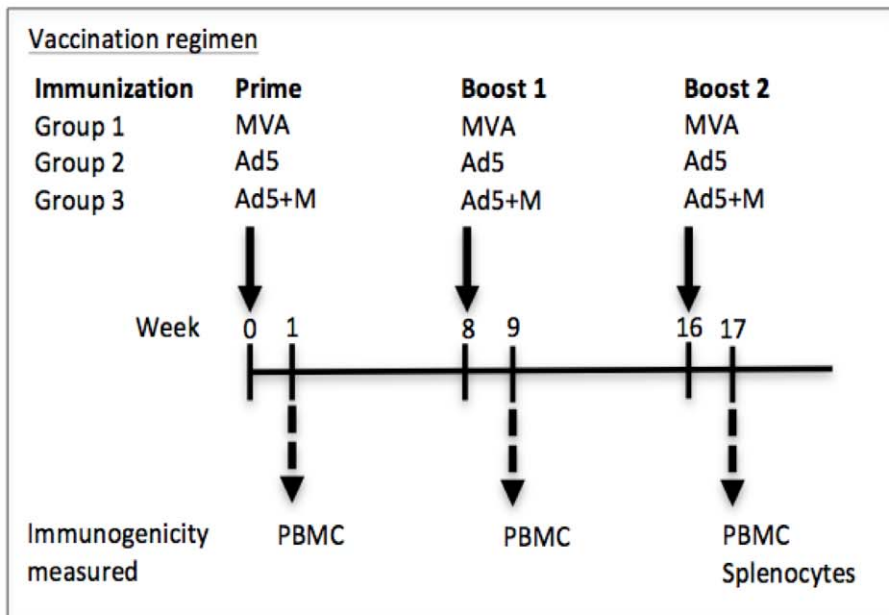 Vaccination regimen
Immunization Prime Boost 1 Boost 2
Group 1 MVA MVA MVA
Group 2 Ad5 Ad5 Ad5
Group 3 Ad5+M Ad5+M Ad5+M
Week 0 1 8 9 16 17
Immunogenicity PBMC PBMC PBMC
measured Splenocytes